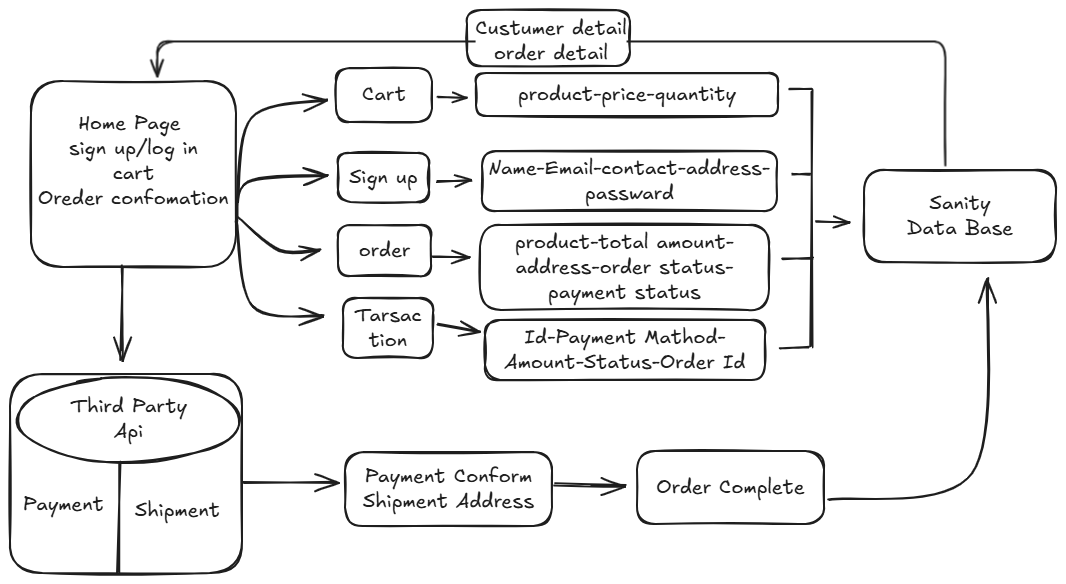 Custumer detail
order detail
Home Page
sign up/log in
cart
Oreder confomation
Cart
product-price-quantity
Sign up
Name-Email-contact-address-
passward
order
product-total amount-
address-order status-
payment status
Tarsac
tion
Id-Payment Mathod-
Amount-Status-Order Id
Sanity
Data Base
Third Party
Api
Payment
Shipment
Payment Conform
Shipment Address
Order Complete